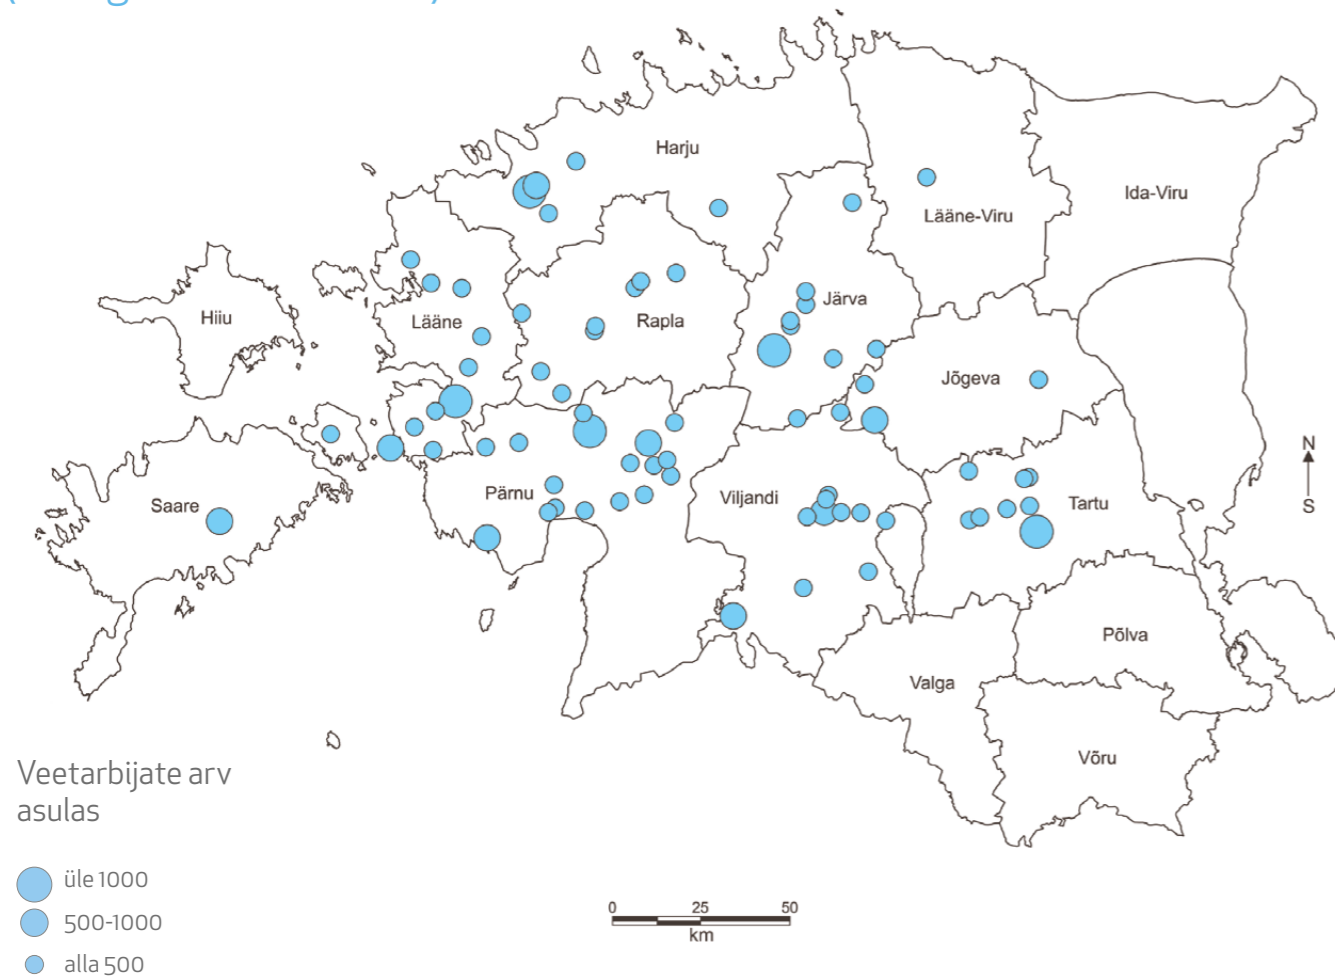 Harju
Ida-Viru
Lääne-Viru
Hiiu
Lääne
Rapla
Järva
Jõgeva
Saare
Pärnu
Viljandi
Tartu
N
S
Põlva
Valga
Võru
Veetarbijate arv
asulas
üle 1000
500-1000
alla 500
0 25 50
km